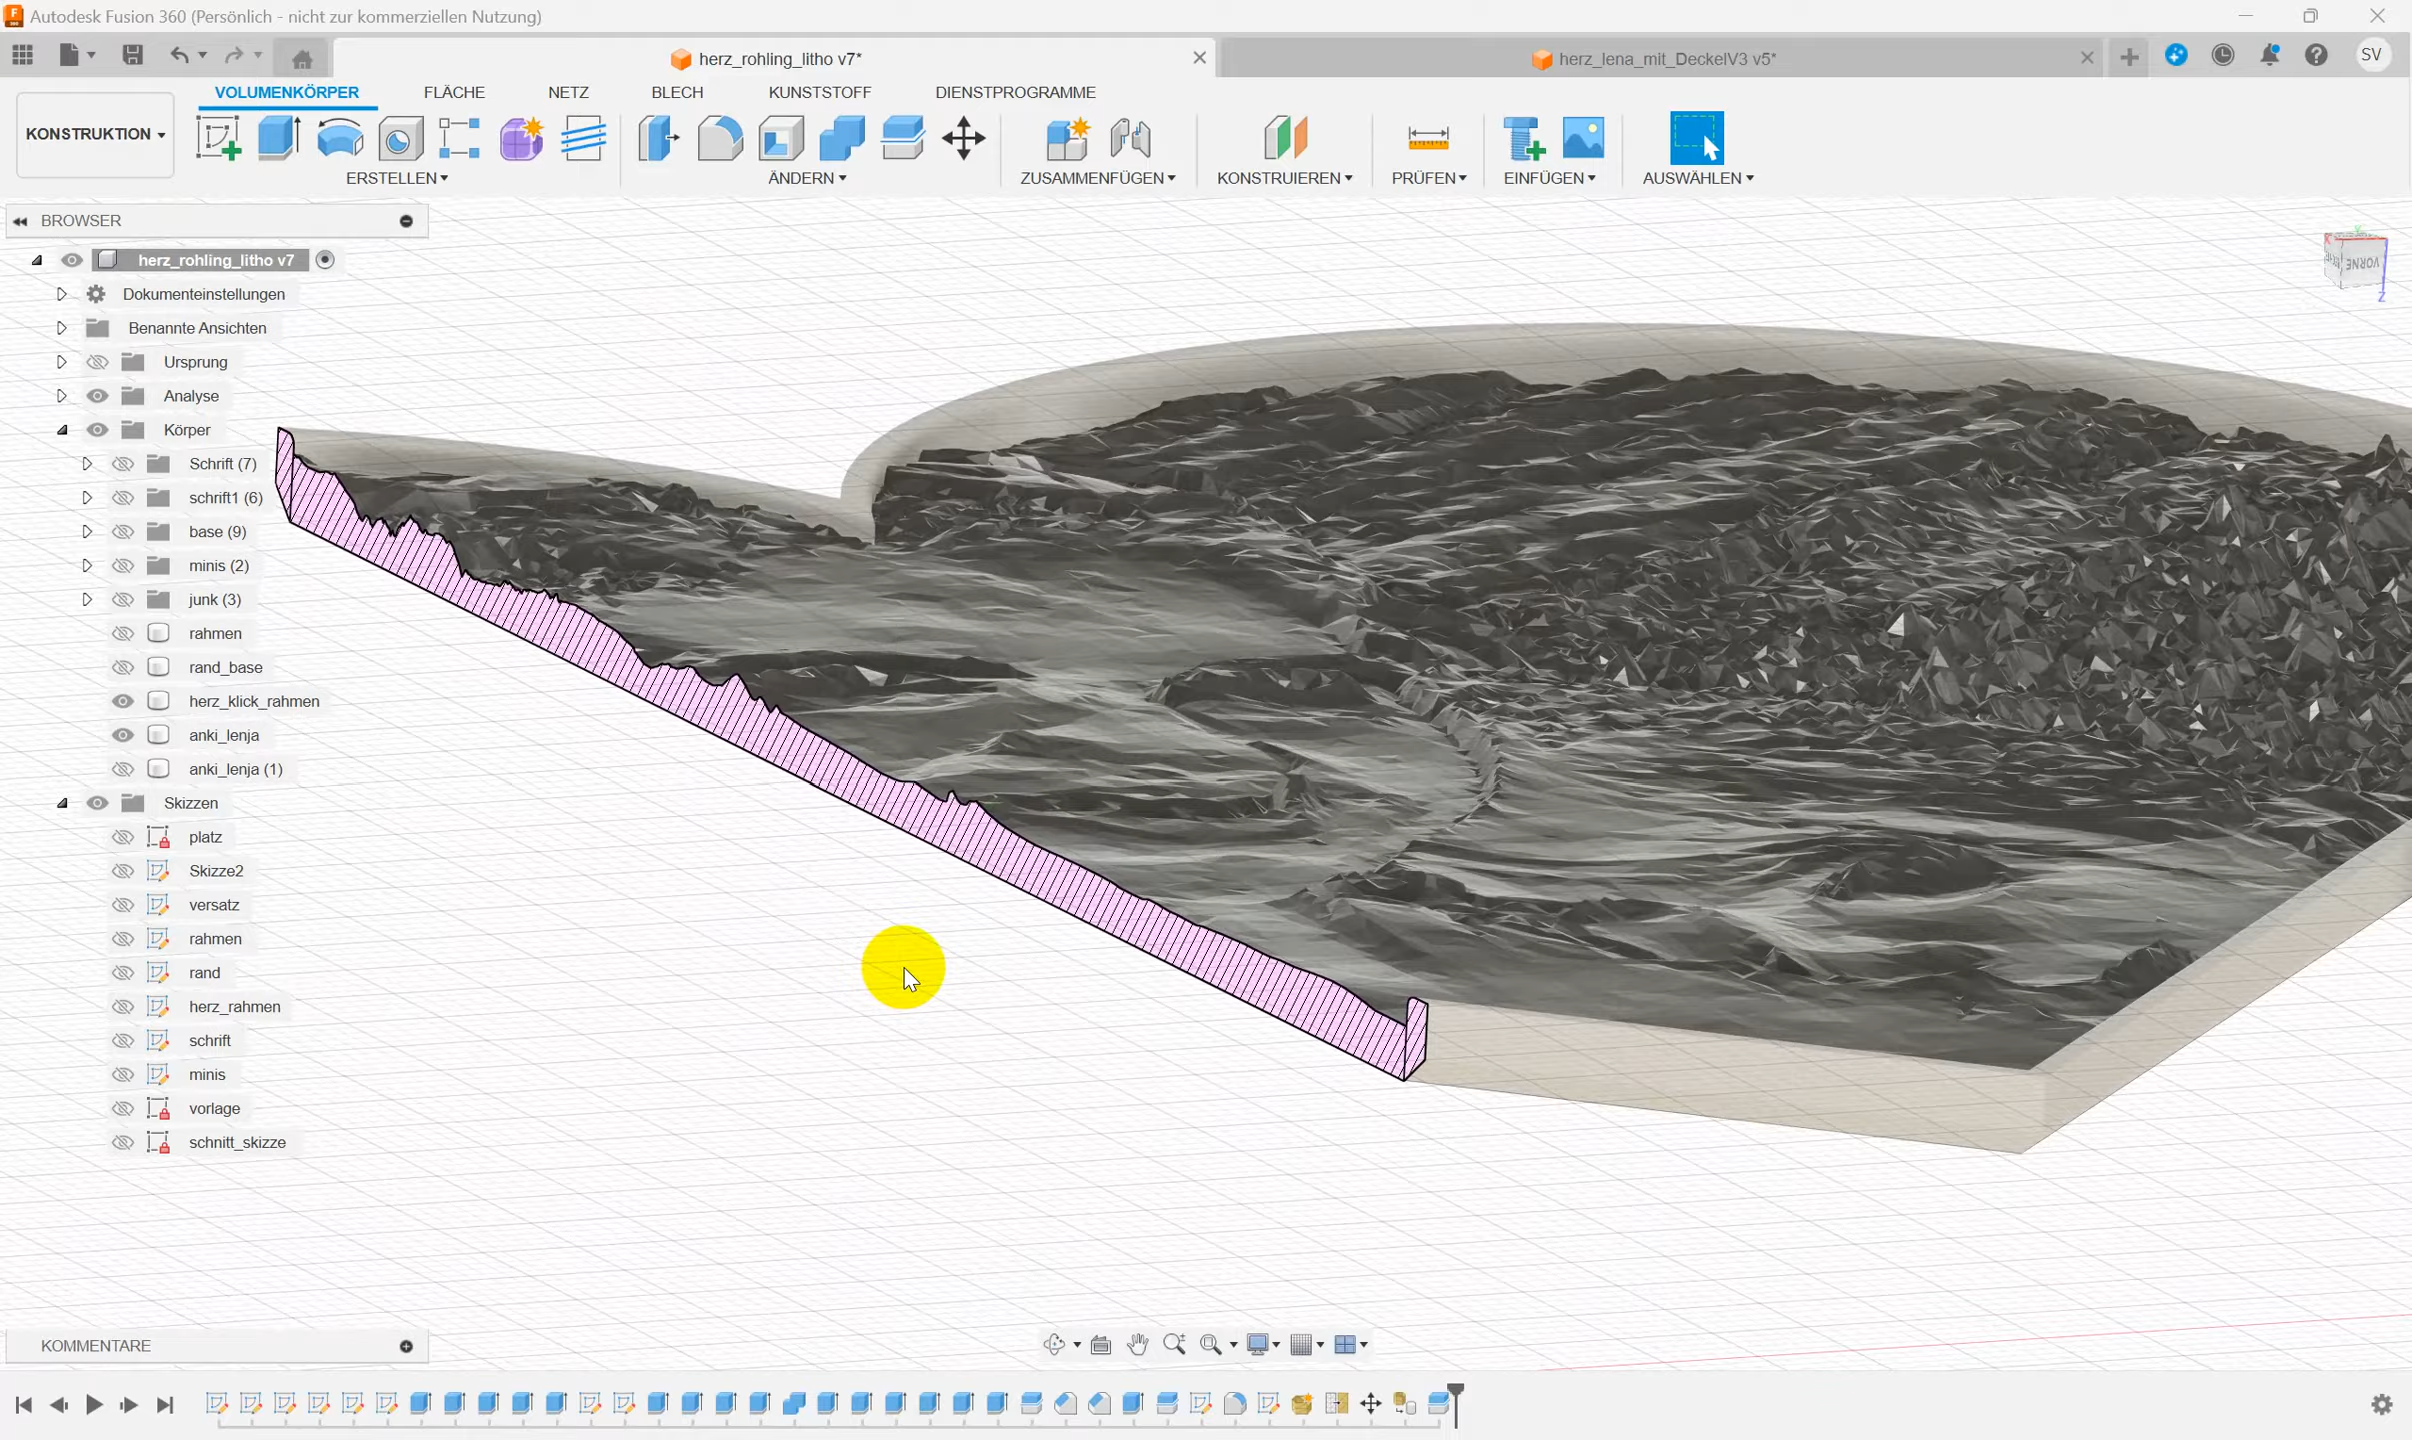 Autodesk Fusion 360 (Persönlich - nicht zur kommerziellen Nutzung)
herz_rohling_litho v7*
herz_lena_mit_DeckelV3 v5*
SV
KONSTRUKTION
VOLUMENKÖRPER
FLÄCHE
NETZ
BLECH
KUNSTSTOFF
DIENSTPROGRAMME
ERSTELLEN
ÄNDERN
ZUSAMMENFÜGEN
KONSTRUIEREN
PRÜFEN
EINFÜGEN
AUSWÄHLEN
BROWSER
herz_rohling_litho v7
Dokumenteinstellungen
Benannte Ansichten
Ursprung
Analyse
Körper
Schrift (7)
schrift1 (6)
base (9)
minis (2)
junk (3)
rahmen
rand_base
herz_klick_rahmen
anki_lenja
anki_lenja (1)
Skizzen
platz
Skizze2
versatz
rahmen
rand
herz_rahmen
schrift
minis
vorlage
schnitt_skizze
VORNE
X
Y
Z
KOMMENTARE